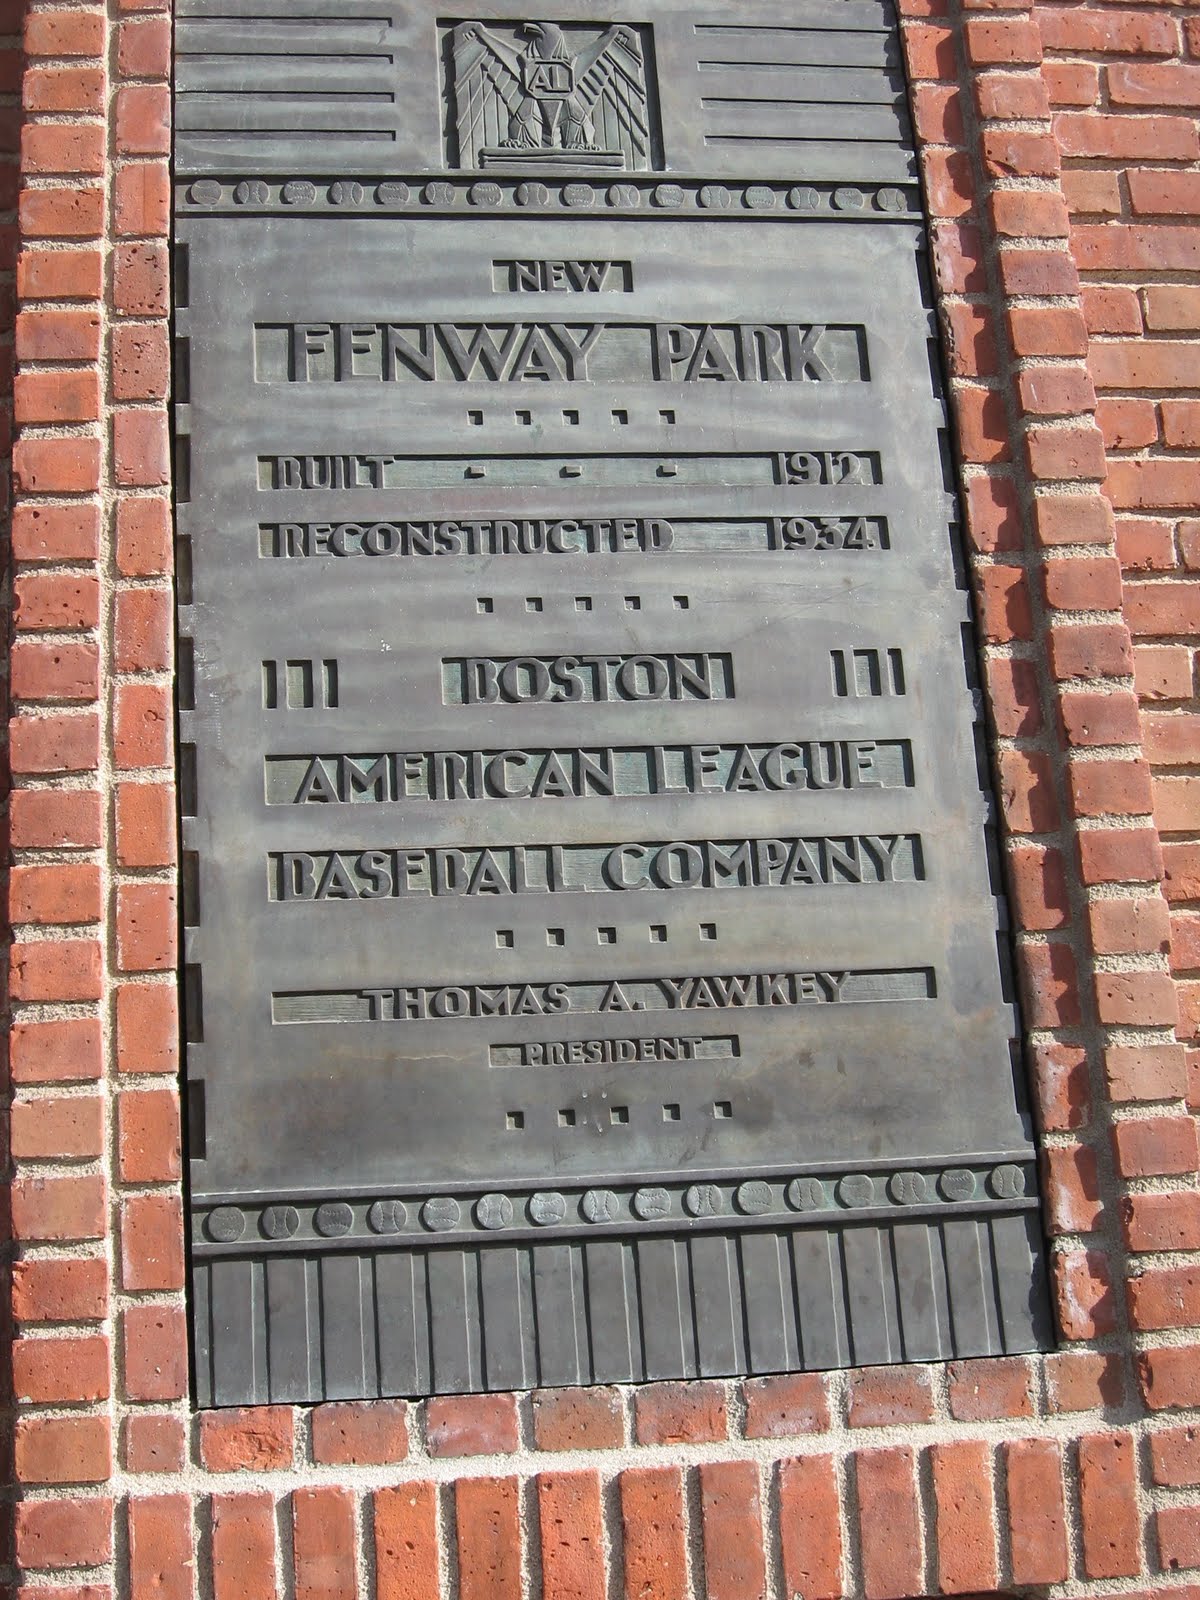 AL
NEW
FENWAY PARK
BUILT - - - 1912
RECONSTRUCTED 1934
BOSTON
AMERICAN LEAGUE
BASEBALL COMPANY
THOMAS A. YAWKEY
PRESIDENT